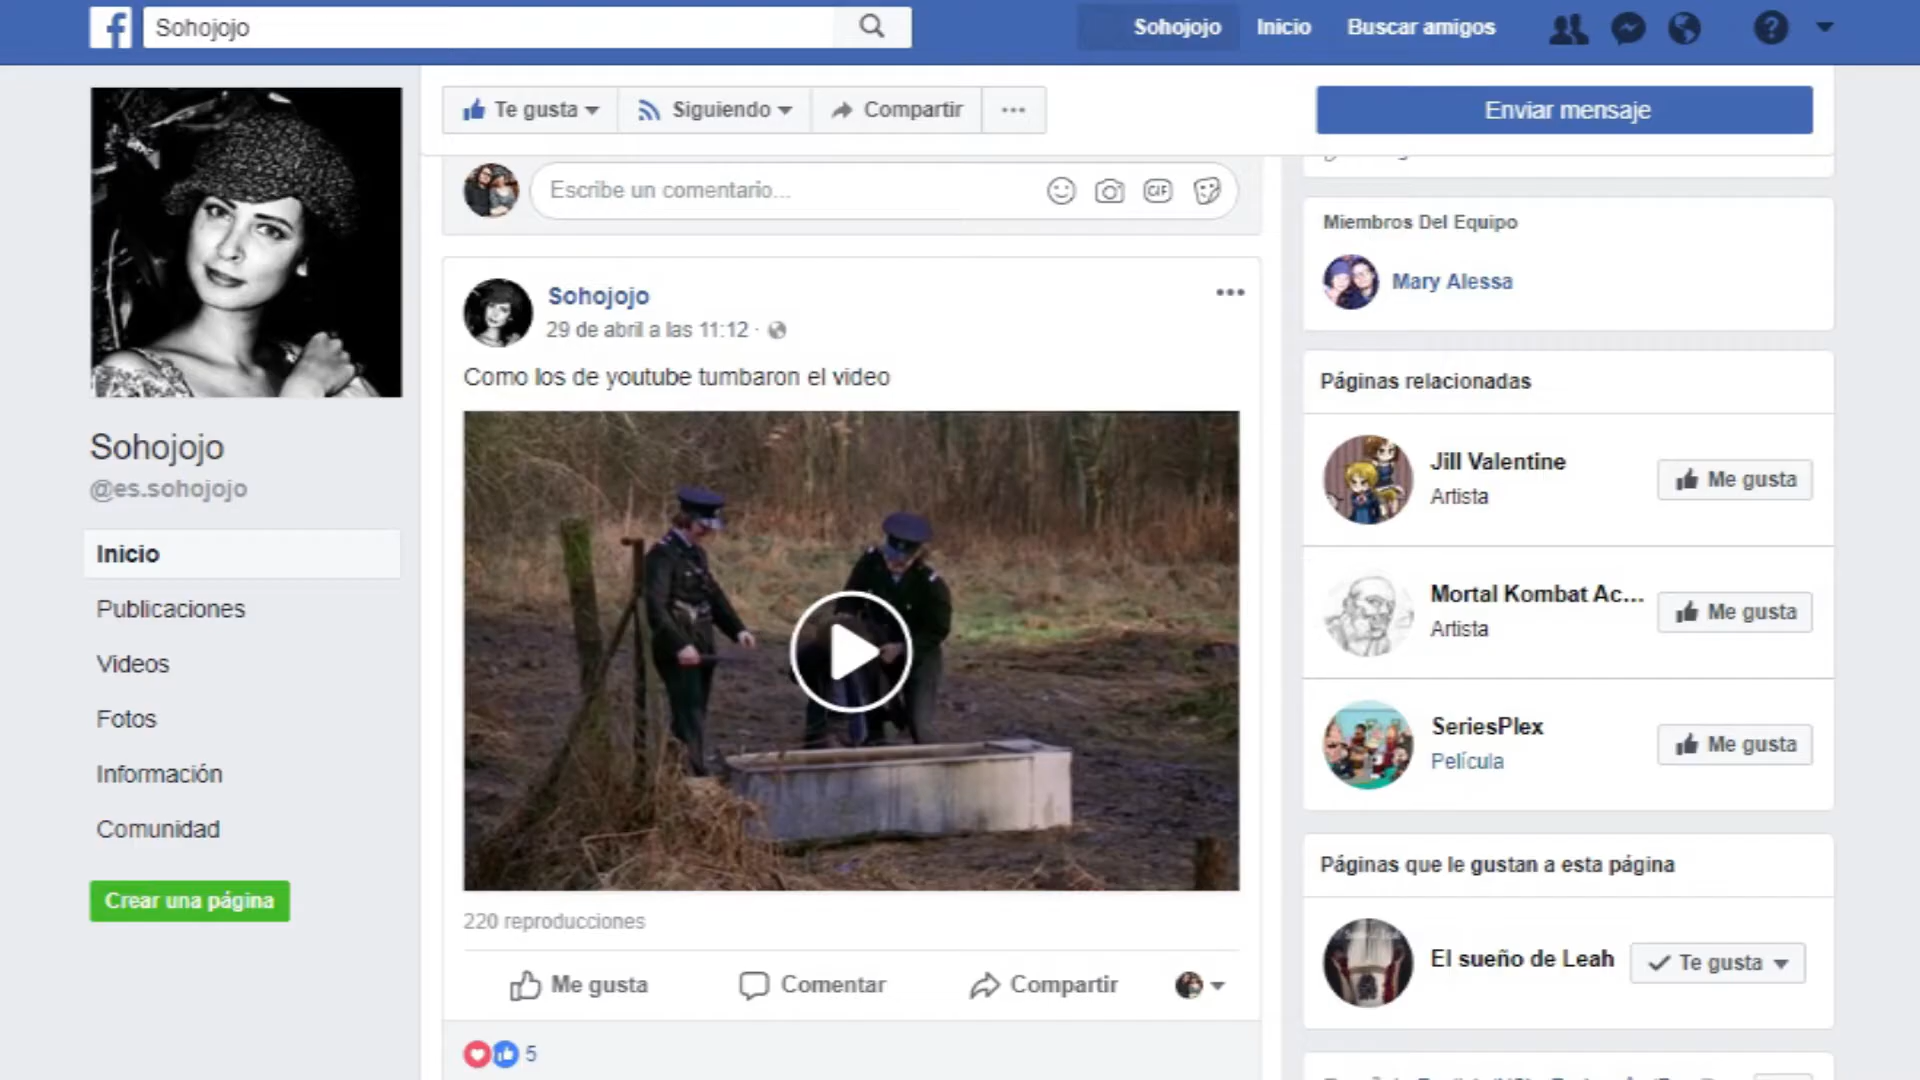 Sohojojo
Sohojojo
Inicio
Buscar amigos
Te gusta
Siguiendo
Compartir
Enviar mensaje
Sohojojo
@es.sohojojo
Inicio
Publicaciones
Videos
Fotos
Información
Comunidad
Crear una página
Escribe un comentario...
GIF
Sohojojo
29 de abril a las 11:12 ·
Como los de youtube tumbaron el video
220 reproducciones
Me gusta
Comentar
Compartir
5
Miembros Del Equipo
Mary Alessa
Páginas relacionadas
Jill Valentine
Artista
Me gusta
Mortal Kombat Ac...
Artista
Me gusta
SeriesPlex
Película
Me gusta
Páginas que le gustan a esta página
El sueño de Leah
Te gusta